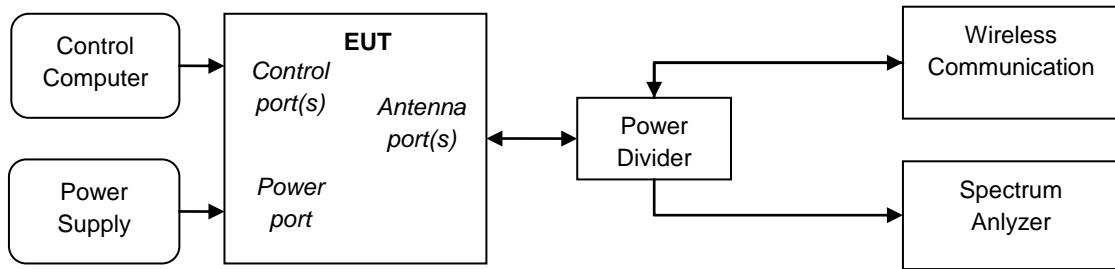 Control
Computer
Power
Supply
EUT
Control
port(s)
Antenna
port(s)
Power
port
Power
Divider
Wireless
Communication
Spectrum
Anlyzer